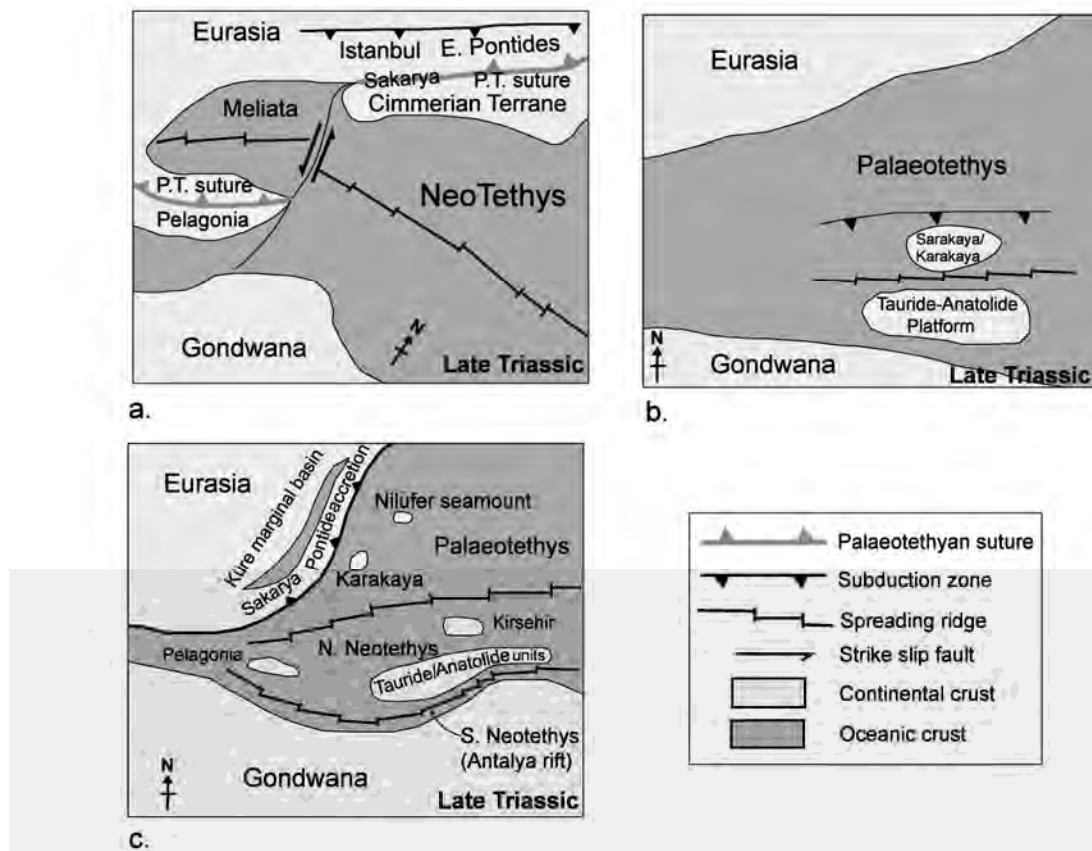 Eurasia
Istanbul E. Pontides
Sakarya P.T. suture
Cimmerian Terrane
Meliata
P.T. suture
Pelagonia
NeoTethys
Gondwana
N
Late Triassic
a.
Eurasia
Palaeotethys
Sarakaya/
Karakaya
Tauride-Anatolide
Platform
N
Gondwana
Late Triassic
b.
Eurasia
Küre marginal basin
Sakarya
Pontide accretion
Nilufer seamount
Palaeotethys
Karakaya
Kirsehir
N. Neotethys
Pelagonia
Tauride/Anatolide units
S. Neotethys
(Antalya rift)
N
Gondwana
Late Triassic
c.
Palaeotethyan suture
Subduction zone
Spreading ridge
Strike slip fault
Continental crust
Oceanic crust